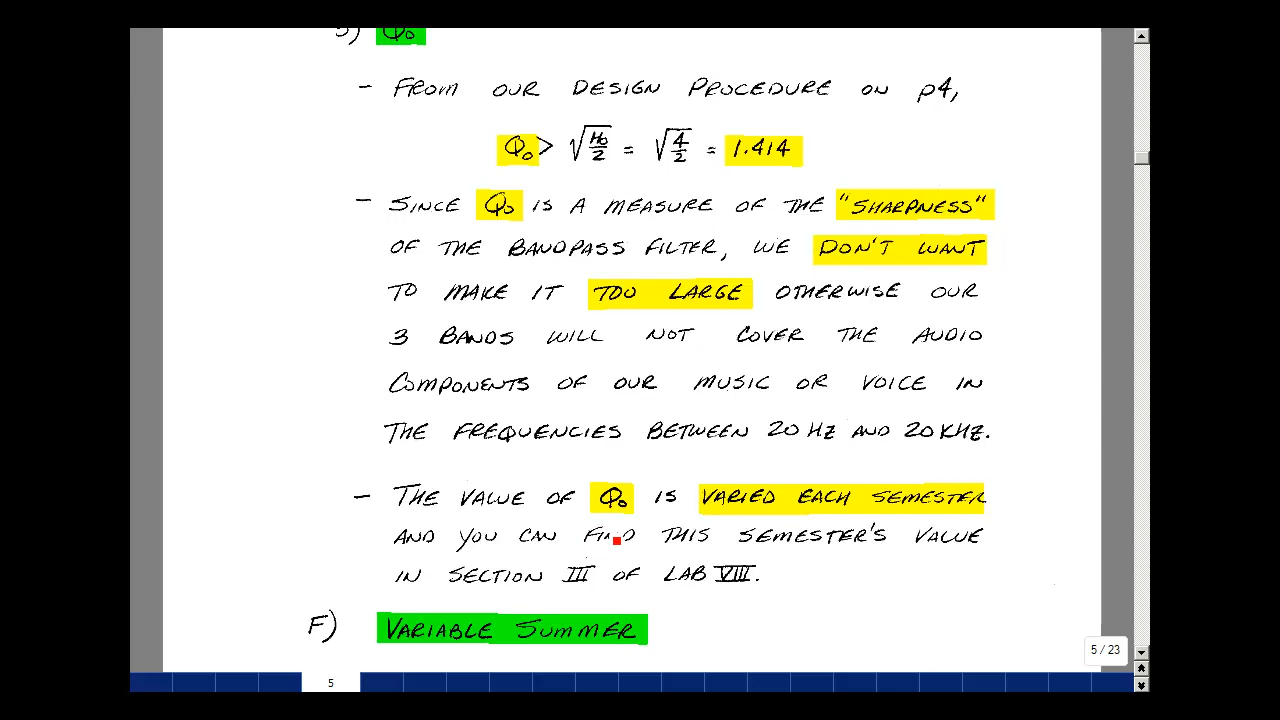 3) Q₀
- FROM OUR DESIGN PROCEDURE ON p4,
Q₀ > √(H₀/2) = √(4/2) = 1.414
- SINCE Q₀ IS A MEASURE OF THE "SHARPNESS"
OF THE BANDPASS FILTER, WE DON'T WANT
TO MAKE IT TOO LARGE OTHERWISE OUR
3 BANDS WILL NOT COVER THE AUDIO
COMPONENTS OF OUR MUSIC OR VOICE IN
THE FREQUENCIES BETWEEN 20 HZ AND 20 KHZ.
- THE VALUE OF Q₀ IS VARIED EACH SEMESTER
AND YOU CAN FIND THIS SEMESTER'S VALUE
IN SECTION III OF LAB VIII.
F) VARIABLE SUMMER
5 / 23
5